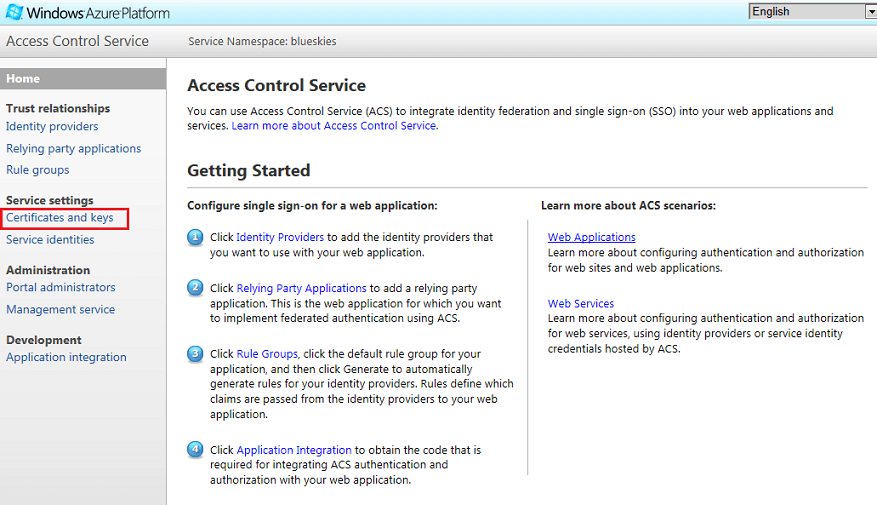 Windows Azure Platform
English
Access Control Service
Service Namespace: blueskies
Home
Trust relationships
Identity providers
Relying party applications
Rule groups
Service settings
Certificates and keys
Service identities
Administration
Portal administrators
Management service
Development
Application integration
Access Control Service
You can use Access Control Service (ACS) to integrate identity federation and single sign-on (SSO) into your web applications and
services. Learn more about Access Control Service.
Getting Started
Configure single sign-on for a web application:
1 Click Identity Providers to add the identity providers that
you want to use with your web application.
2 Click Relying Party Applications to add a relying party
application. This is the web application for which you want
to implement federated authentication using ACS.
3 Click Rule Groups, click the default rule group for your
application, and then click Generate to automatically
generate rules for your identity providers. Rules define which
claims are passed from the identity providers to your web
application.
4 Click Application Integration to obtain the code that is
required for integrating ACS authentication and
authorization with your web application.
Learn more about ACS scenarios:
Web Applications
Learn more about configuring authentication and authorization
for web sites and web applications.
Web Services
Learn more about configuring authentication and authorization
for web services, using identity providers or service identity
credentials hosted by ACS.